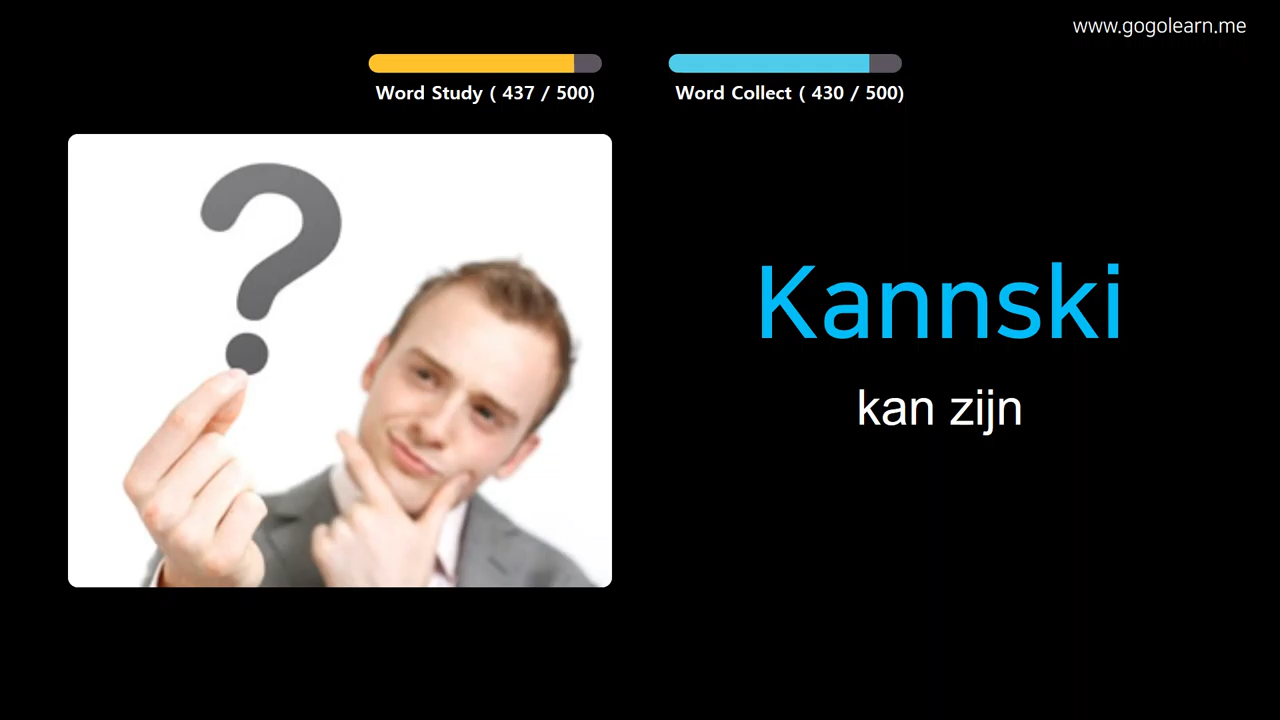 www.gogolearn.me
Word Study ( 437 / 500)
Word Collect ( 430 / 500)
?
Kannski
kan zijn